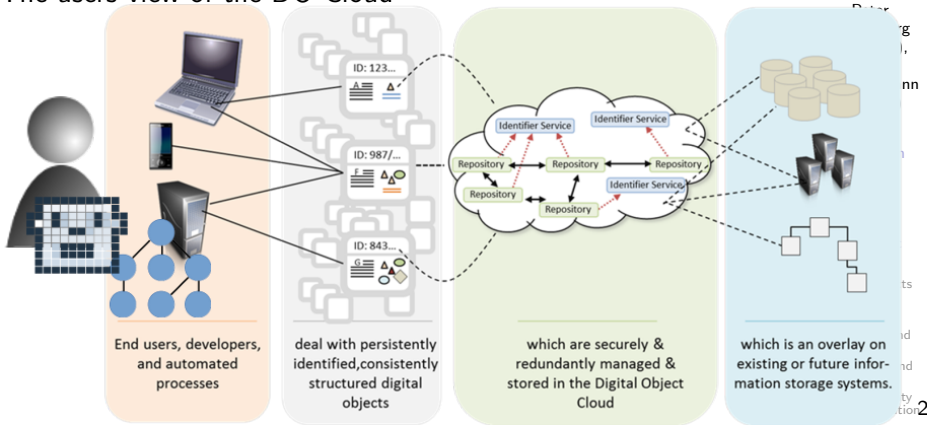 The users view of the DO Cloud
ID: 123...
A
ID: 987/...
F
ID: 843...
G
Identifier Service
Identifier Service
Repository
Repository
Repository
Repository
Identifier Service
Repository
End users, developers,
and automated
processes
deal with persistently
identified,consistently
structured digital
objects
which are securely &
redundantly managed &
stored in the Digital Object
Cloud
which is an overlay on
existing or future infor-
mation storage systems.
2